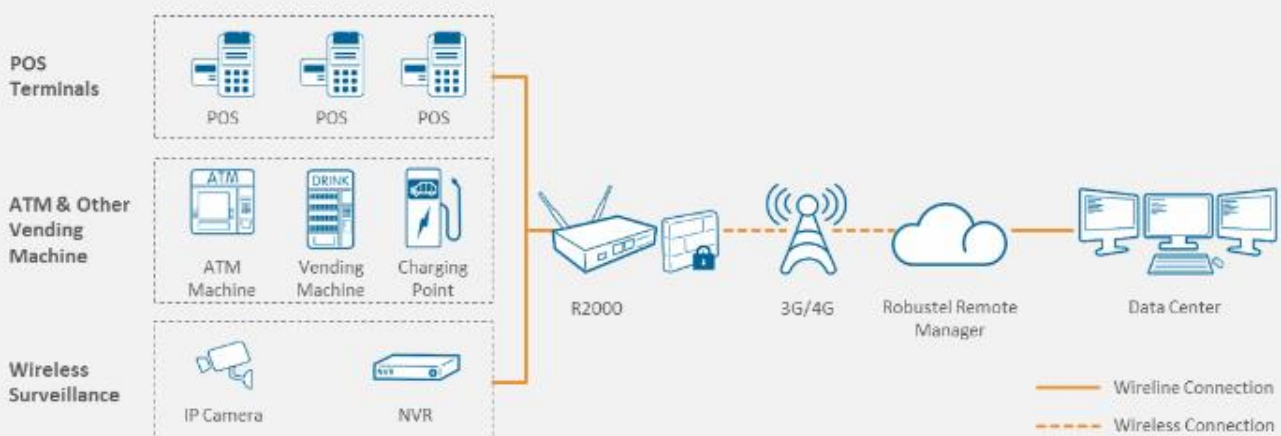 POS
Terminals
POS
POS
POS
ATM & Other
Vending
Machine
ATM
DRINK
ATM
Machine
Vending
Machine
Charging
Point
R2000
3G/4G
Robustel Remote
Manager
Data Center
Wireless
Surveillance
NVR
IP Camera
NVR
Wireline Connection
Wireless Connection